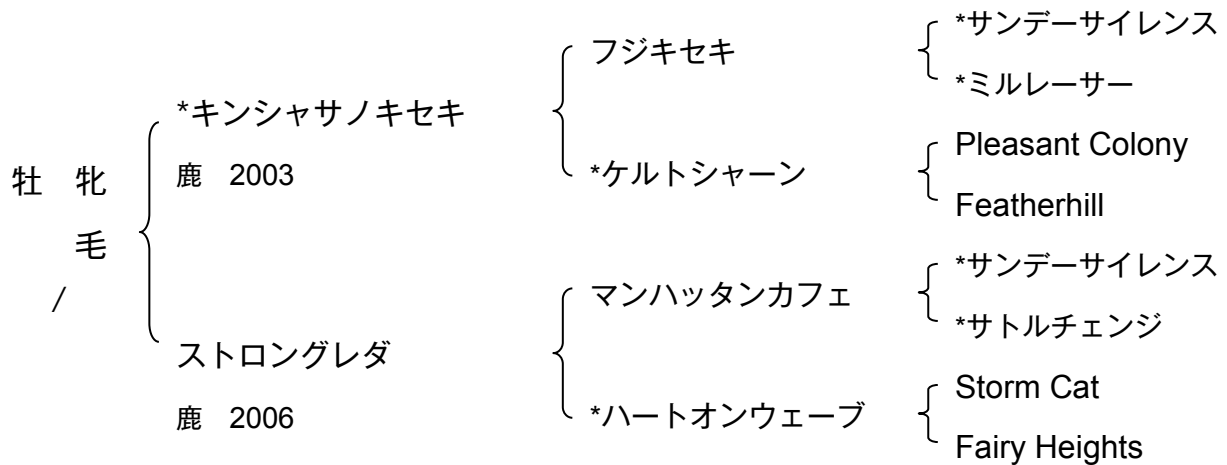 牡 牝
毛
/
*キンシャサノキセキ
鹿 2003
ストロングレダ
鹿 2006
フジキセキ
*ケルトシャーン
マンハッタンカフェ
*ハートオンウェーブ
*サンデーサイレンス
*ミルレーサー
Pleasant Colony
Featherhill
*サンデーサイレンス
*サトルチェンジ
Storm Cat
Fairy Heights